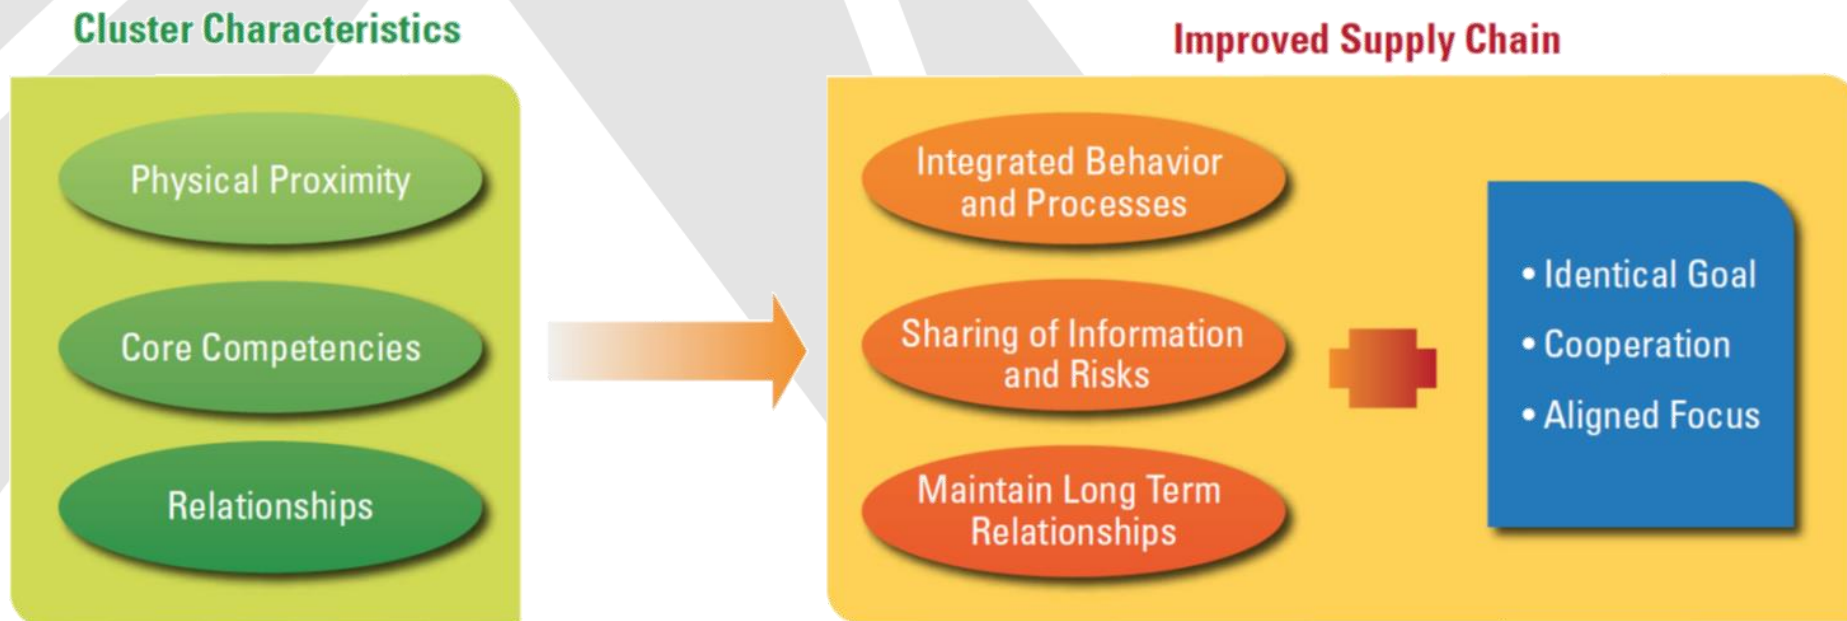 Cluster Characteristics
Physical Proximity
Core Competencies
Relationships
Improved Supply Chain
Integrated Behavior
and Processes
Sharing of Information
and Risks
Maintain Long Term
Relationships
• Identical Goal
• Cooperation
• Aligned Focus